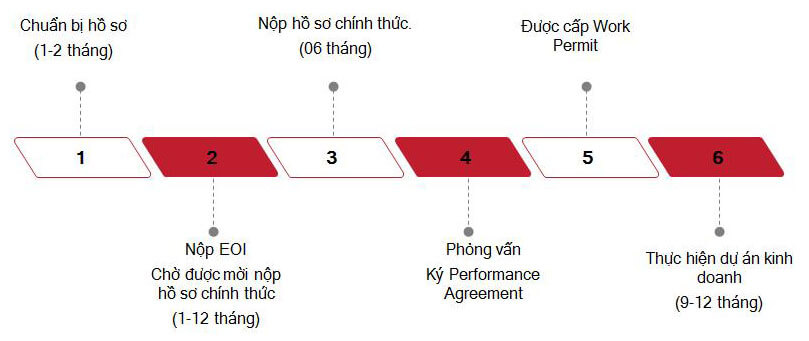 Chuẩn bị hồ sơ
(1-2 tháng)
Nộp hồ sơ chính thức.
(06 tháng)
Được cấp Work
Permit
1
2
3
4
5
6
Nộp EOI
Chờ được mời nộp
hồ sơ chính thức
(1-12 tháng)
Phỏng vấn
Ký Performance
Agreement
Thực hiện dự án kinh
doanh
(9-12 tháng)